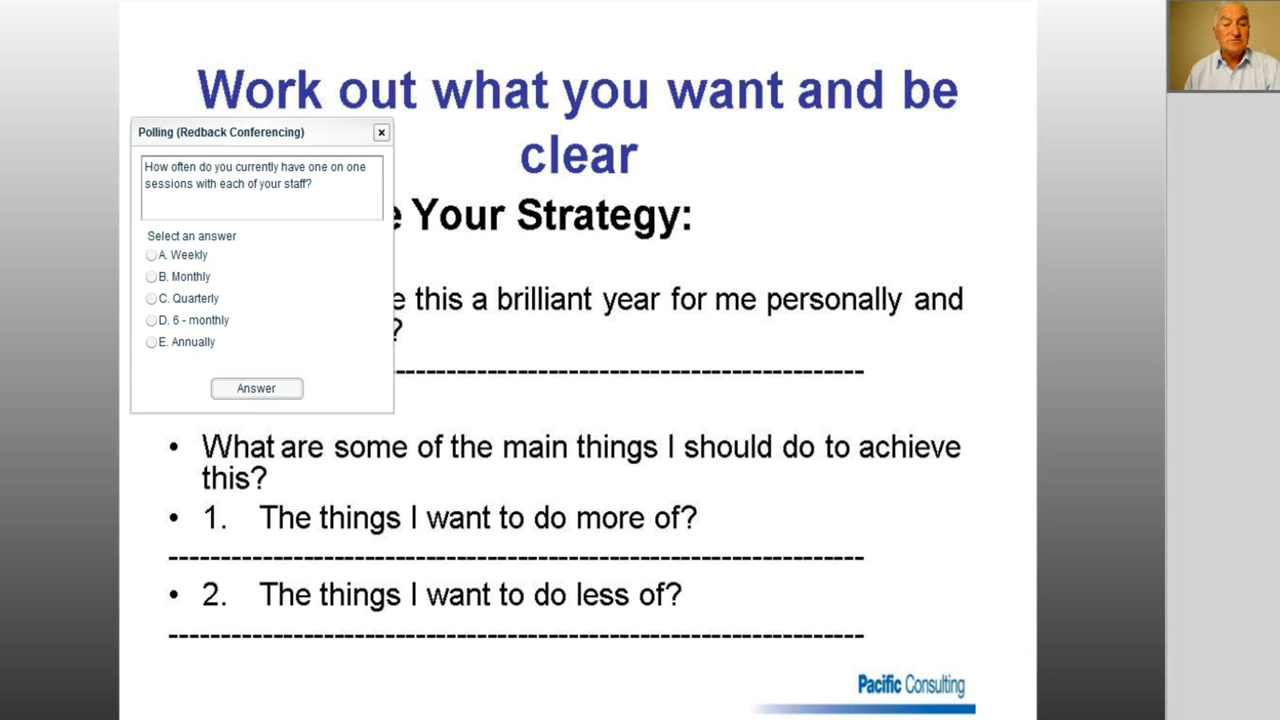 Work out what you want and be
clear
Polling (Redback Conferencing)
How often do you currently have one on one
sessions with each of your staff?
Select an answer
A. Weekly
B. Monthly
C. Quarterly
D. 6 - monthly
E. Annually
Answer
Your Strategy:
this a brilliant year for me personally and
?
• What are some of the main things I should do to achieve
this?
• 1. The things I want to do more of?
• 2. The things I want to do less of?
Pacific Consulting